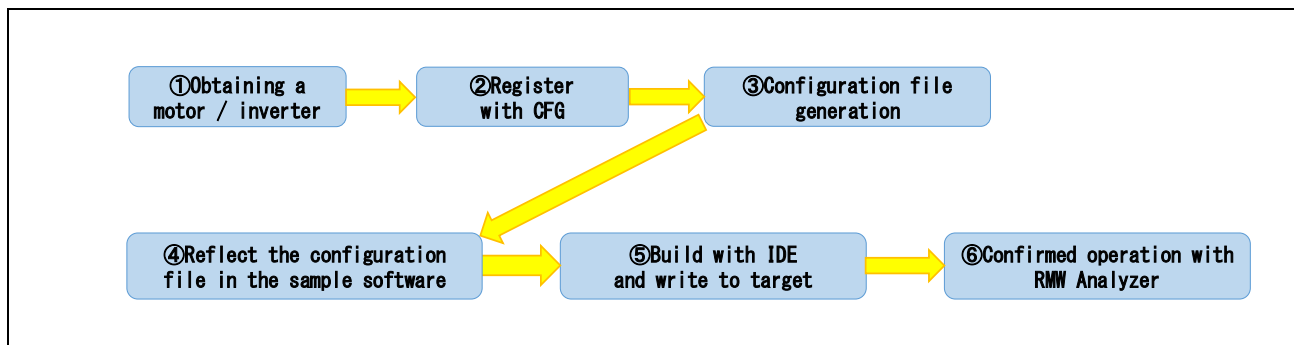 ①Obtaining a
motor / inverter
②Register
with CFG
③Configuration file
generation
④Reflect the configuration
file in the sample software
⑤Build with IDE
and write to target
⑥Confirmed operation with
RMW Analyzer